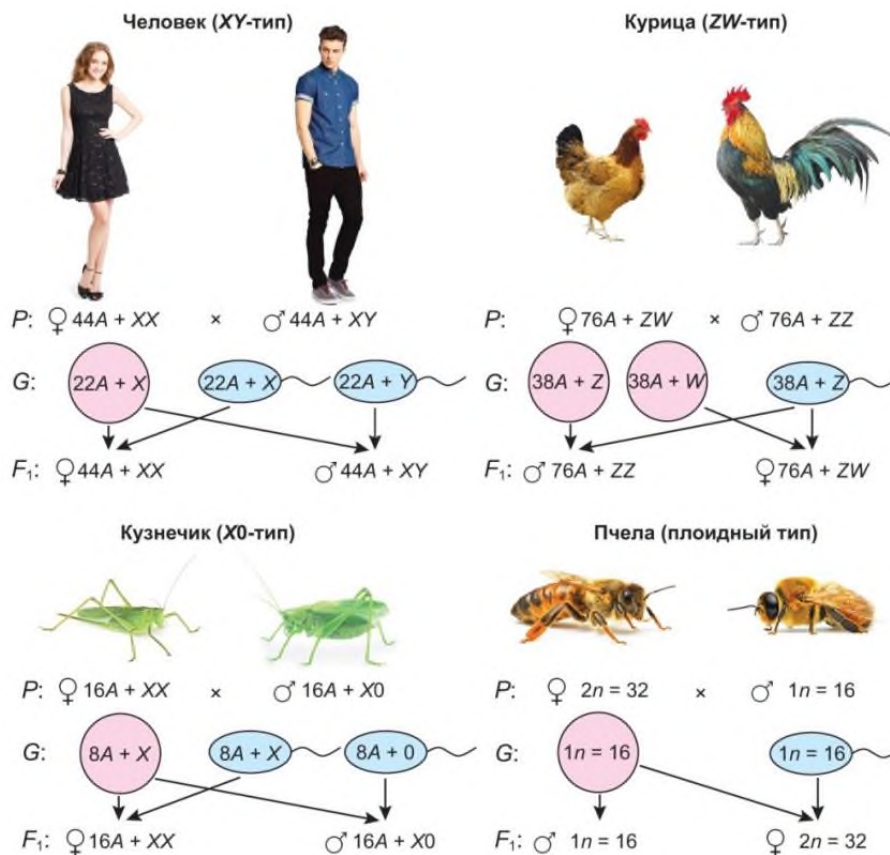 Человек (XY-тип)
P: ♀ 44A + XX × ♂ 44A + XY
G: 22A + X 22A + X 22A + Y
F₁: ♀ 44A + XX ♂ 44A + XY
Курица (ZW-тип)
P: ♀ 76A + ZW × ♂ 76A + ZZ
G: 38A + Z 38A + W 38A + Z
F₁: ♂ 76A + ZZ ♀ 76A + ZW
Кузнечик (X0-тип)
P: ♀ 16A + XX × ♂ 16A + X0
G: 8A + X 8A + X 8A + 0
F₁: ♀ 16A + XX ♂ 16A + X0
Пчела (плоидный тип)
P: ♀ 2n = 32 × ♂ 1n = 16
G: 1n = 16 1n = 16
F₁: ♂ 1n = 16 ♀ 2n = 32